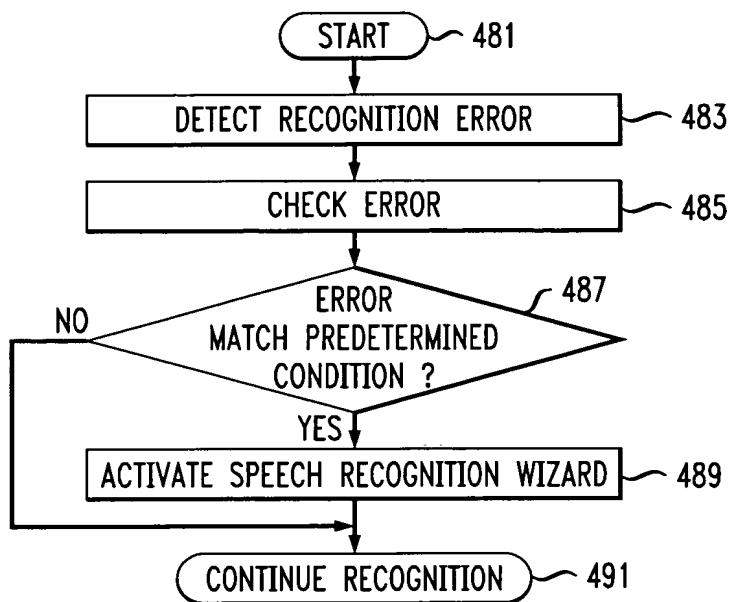 START 481
DETECT RECOGNITION ERROR 483
CHECK ERROR 485
487
ERROR
NO
MATCH PREDETERMINED
CONDITION ?
YES
ACTIVATE SPEECH RECOGNITION WIZARD 489
CONTINUE RECOGNITION 491